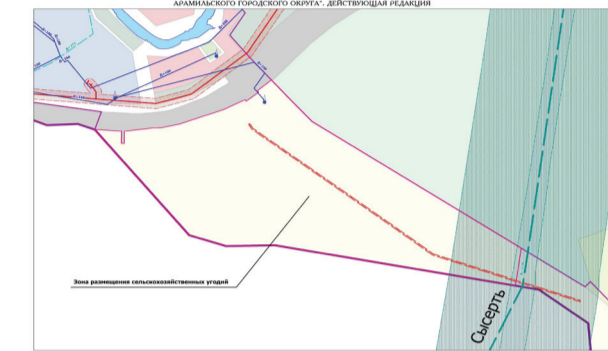 АРАМИЛЬСКОГО ГОРОДСКОГО ОКРУГА". ДЕЙСТВУЮЩАЯ РЕДАКЦИЯ
Зона размещения сельскохозяйственных угодий
Сысерть